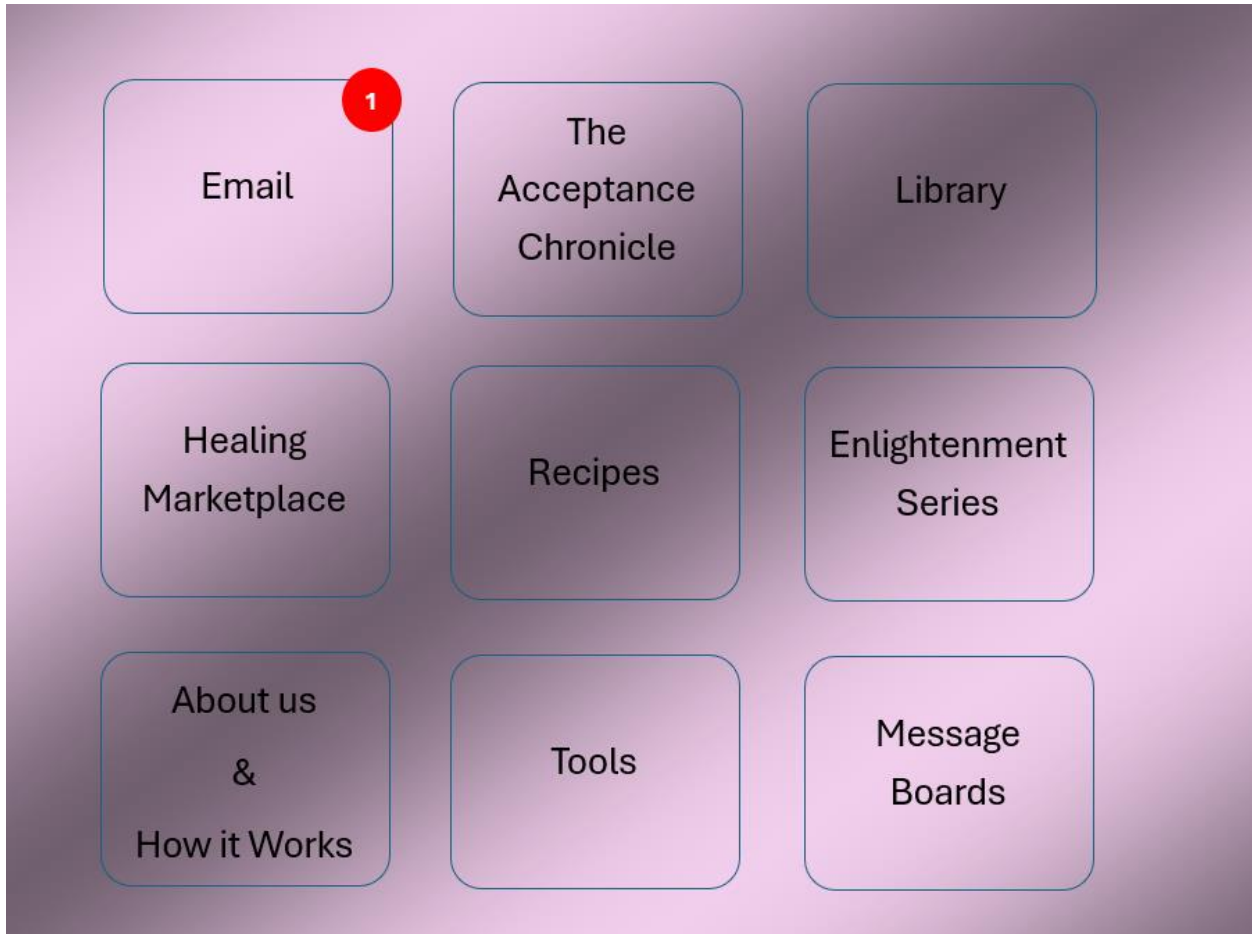 1
Email
The
Acceptance
Chronicle
Library
Healing
Marketplace
Recipes
Enlightenment
Series
About us
&
How it Works
Tools
Message
Boards